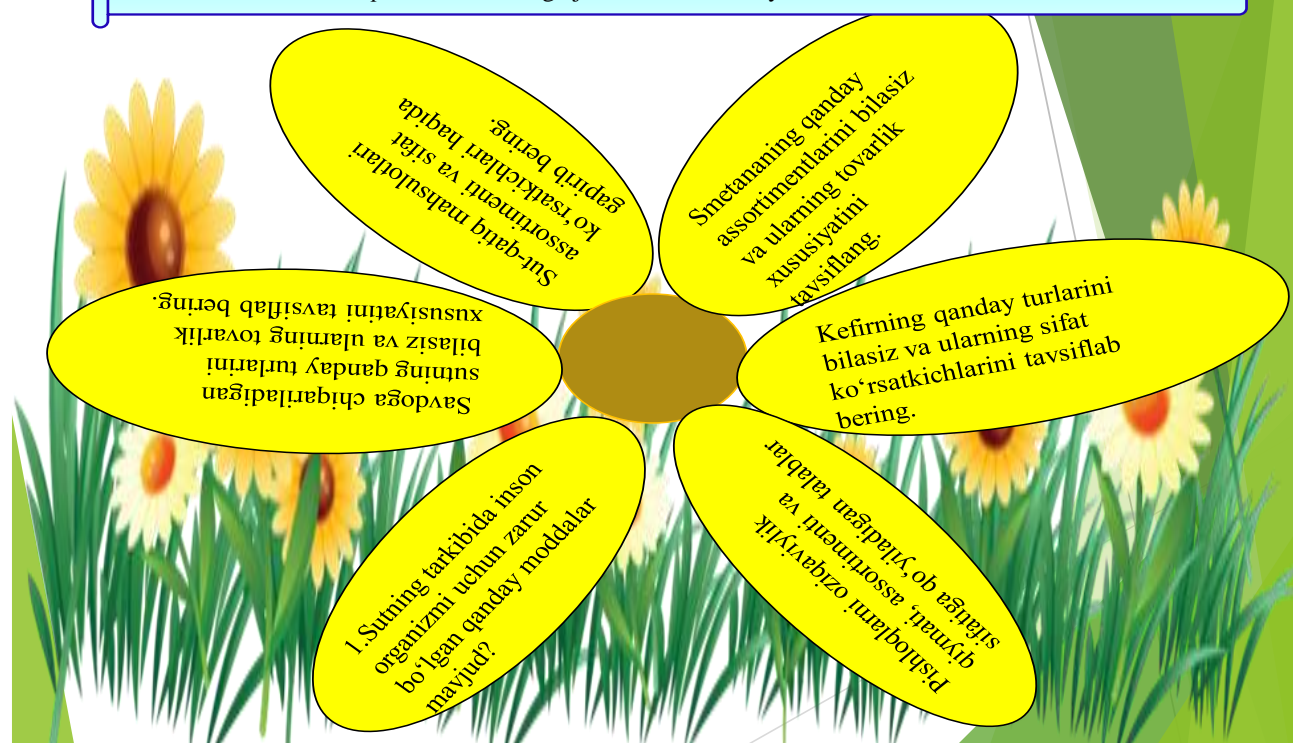 Sut-qatiq mahsulotlari
assortimenti va sifat
ko‘rsatkichlari haqida
gapirib bering.
Smetananing qanday
assortimentlarini bilasiz
va ularning tovarlik
xususiyatini
tavsiflang.
Savdoga chiqariladigan
sutning qanday turlarini
bilasiz va ularning tovarlik
xususiyatini tavsiflab bering.
Kefirning qanday turlarini
bilasiz va ularning sifat
ko‘rsatkichlarini tavsiflab
bering.
1.Sutning tarkibida inson
organizmi uchun zarur
bo‘lgan qanday moddalar
mavjud?
Pishloqlarni oziqaviylik
qiymati, assortimenti va
sifatiga qo‘yiladigan talablar